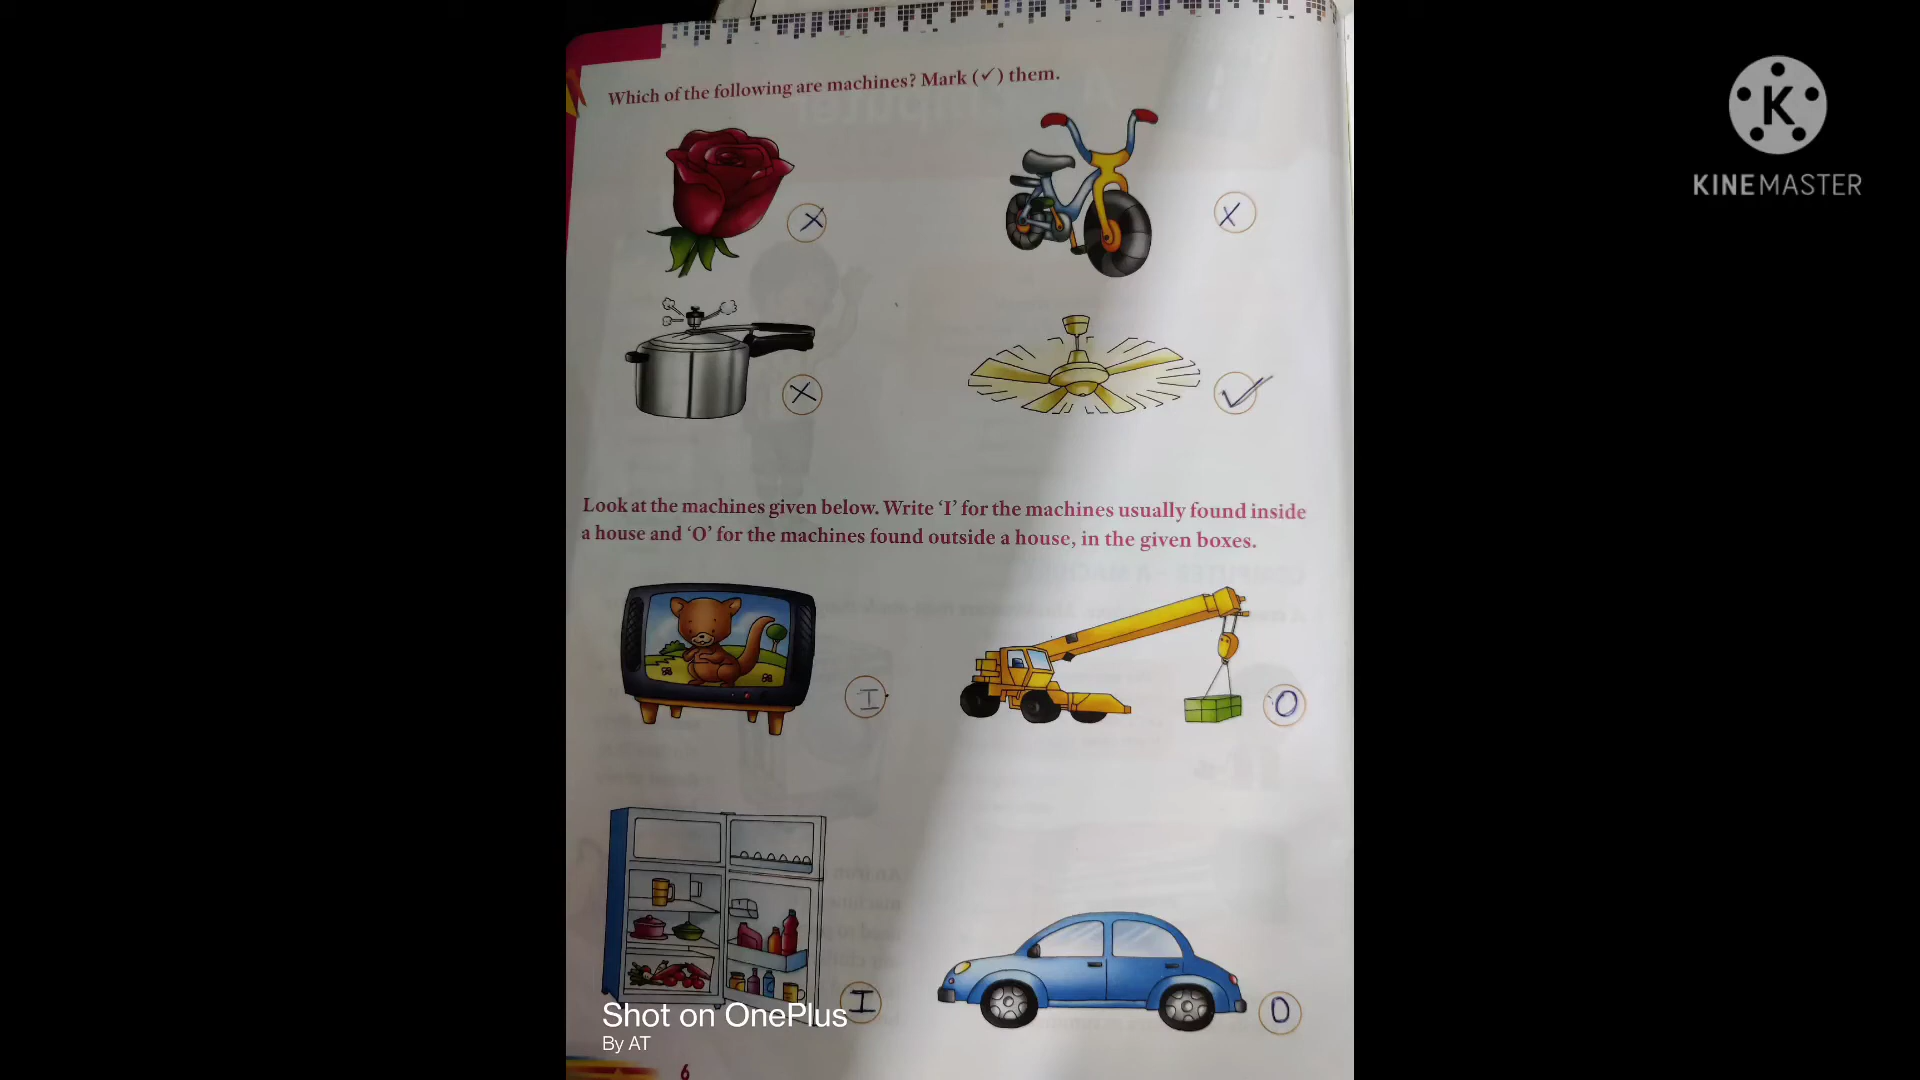 Which of the following are machines? Mark (✓) them.
X
X
X
✓
Look at the machines given below. Write ‘I’ for the machines usually found inside
a house and ‘O’ for the machines found outside a house, in the given boxes.
I
O
I
O
6
Shot on OnePlus
By AT
K
KINEMASTER